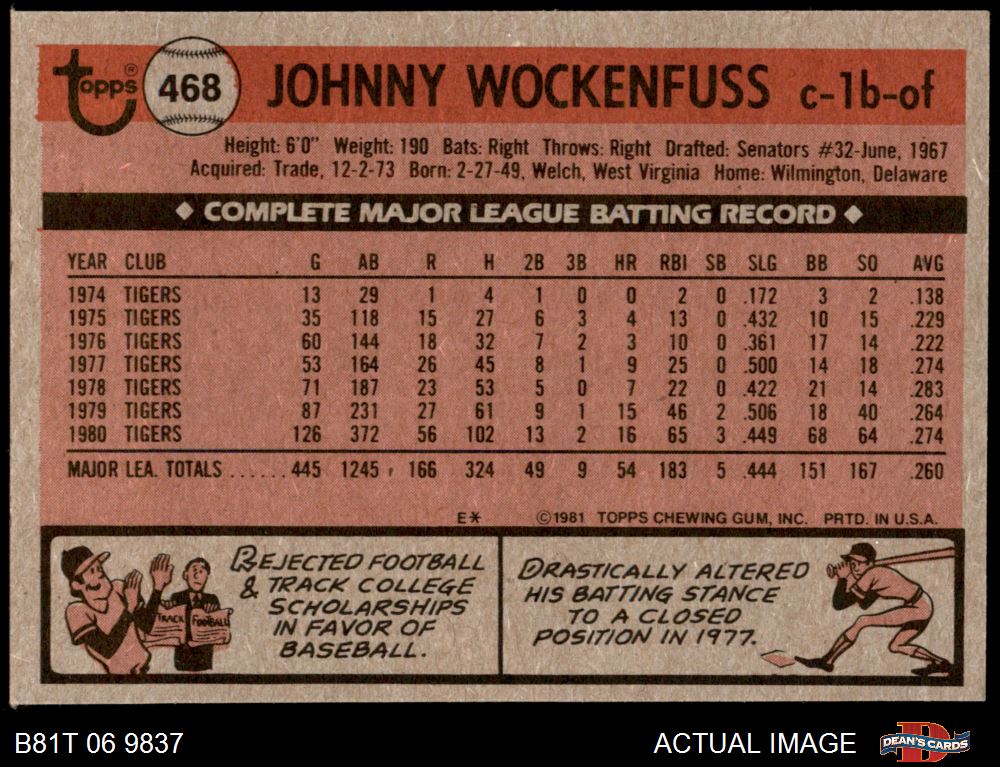 Topps ® 468 JOHNNY WOCKENFUSS c-1b-of
Height: 6'0" Weight: 190 Bats: Right Throws: Right Drafted: Senators #32-June, 1967
Acquired: Trade, 12-2-73 Born: 2-27-49, Welch, West Virginia Home: Wilmington, Delaware
◆ COMPLETE MAJOR LEAGUE BATTING RECORD ◆
YEAR CLUB G AB R H 2B 3B HR RBI SB SLG BB SO AVG
1974 TIGERS 13 29 1 4 1 0 0 2 0 .172 3 2 .138
1975 TIGERS 35 118 15 27 6 3 4 13 0 .432 10 15 .229
1976 TIGERS 60 144 18 32 7 2 3 10 0 .361 17 14 .222
1977 TIGERS 53 164 26 45 8 1 9 25 0 .500 14 18 .274
1978 TIGERS 71 187 23 53 5 0 7 22 0 .422 21 14 .283
1979 TIGERS 87 231 27 61 9 1 15 46 2 .506 18 40 .264
1980 TIGERS 126 372 56 102 13 2 16 65 3 .449 68 64 .274
MAJOR LEA. TOTALS ...... 445 1245 166 324 49 9 54 183 5 .444 151 167 .260
E* ©1981 TOPPS CHEWING GUM, INC. PRTD. IN U.S.A.
REJECTED FOOTBALL
& TRACK COLLEGE
SCHOLARSHIPS
IN FAVOR OF
BASEBALL.
TRACK FOOTBALL
DRASTICALLY ALTERED
HIS BATTING STANCE
TO A CLOSED
POSITION IN 1977.
B81T 06 9837 ACTUAL IMAGE DEAN'S CARDS